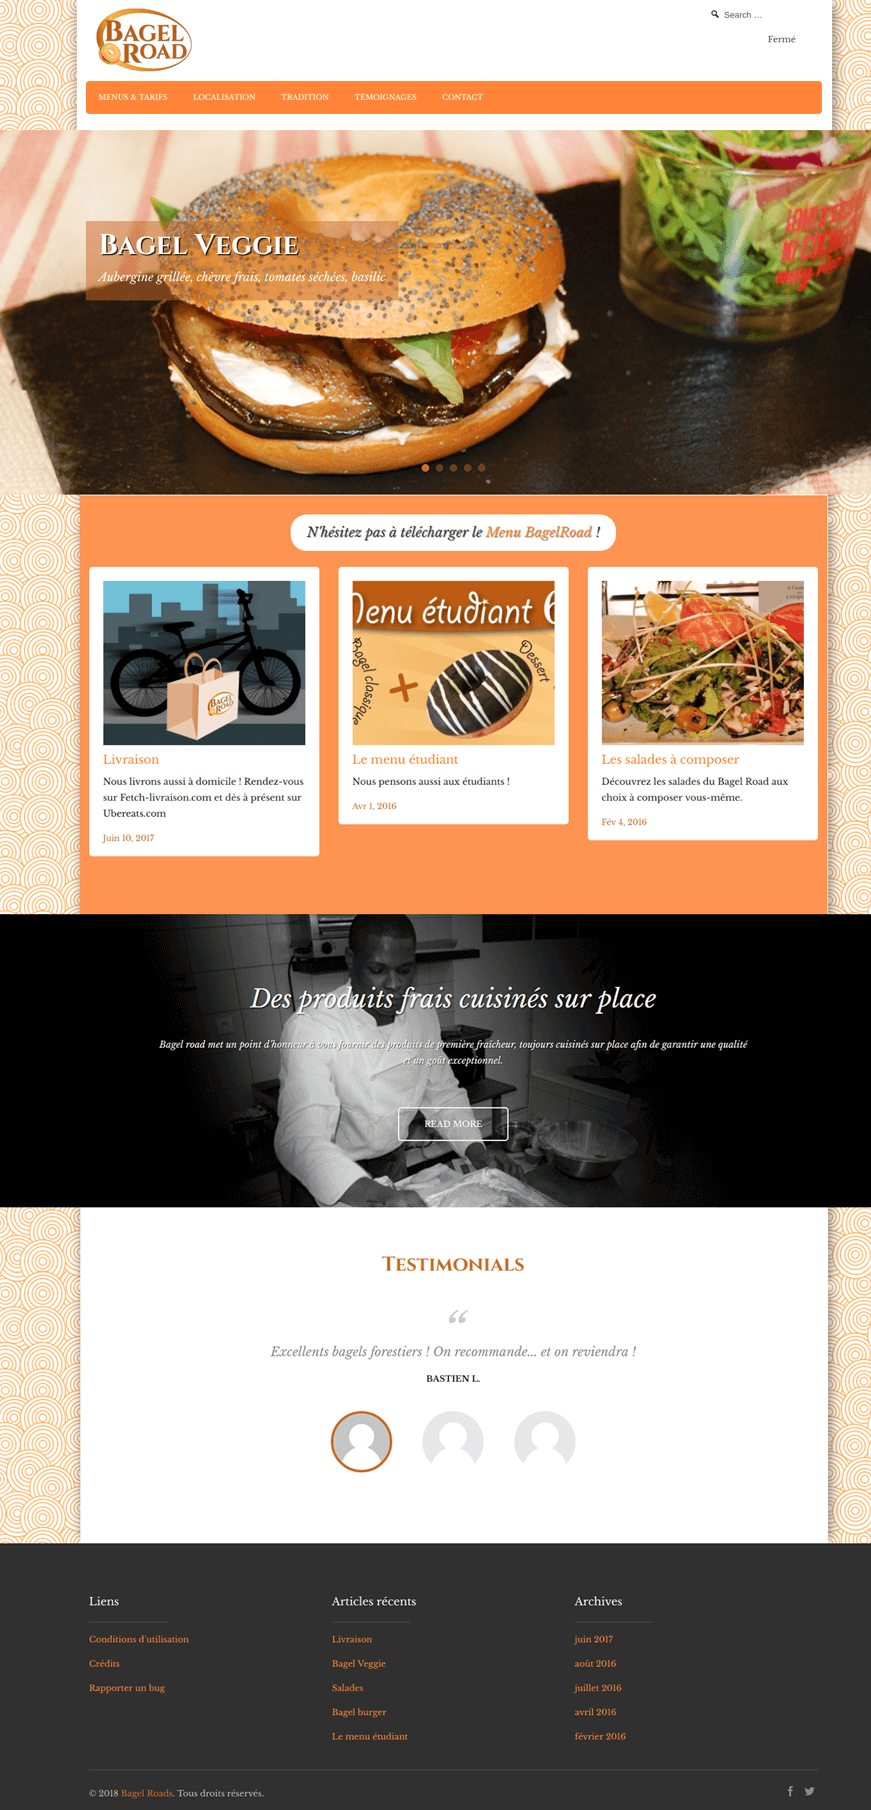 BAGEL
ROAD
Search ...
Fermé
MENUS & TARIFS
LOCALISATION
TRADITION
TÉMOIGNAGES
CONTACT
BAGEL VEGGIE
Aubergine grillée, chèvre frais, tomates séchées, basilic
N'hésitez pas à télécharger le Menu BagelRoad !
BAGEL
ROAD
Menu étudiant 6
Bagel classique
+
Dessert
Livraison
Nous livrons aussi à domicile ! Rendez-vous
sur Fetch-livraison.com et dès à présent sur
Ubereats.com
Juin 10, 2017
Le menu étudiant
Nous pensons aussi aux étudiants !
Avr 1, 2016
Les salades à composer
Découvrez les salades du Bagel Road aux
choix à composer vous-même.
Fév 4, 2016
Des produits frais cuisinés sur place
Bagel road met un point d'honneur à vous fournir des produits de première fraîcheur, toujours cuisinés sur place afin de garantir une qualité
et un goût exceptionnel.
READ MORE
TESTIMONIALS
“
Excellents bagels forestiers ! On recommande... et on reviendra !
BASTIEN L.
Liens
Conditions d'utilisation
Crédits
Rapporter un bug
Articles récents
Livraison
Bagel Veggie
Salades
Bagel burger
Le menu étudiant
Archives
juin 2017
août 2016
juillet 2016
avril 2016
février 2016
© 2018 Bagel Roads. Tous droits réservés.